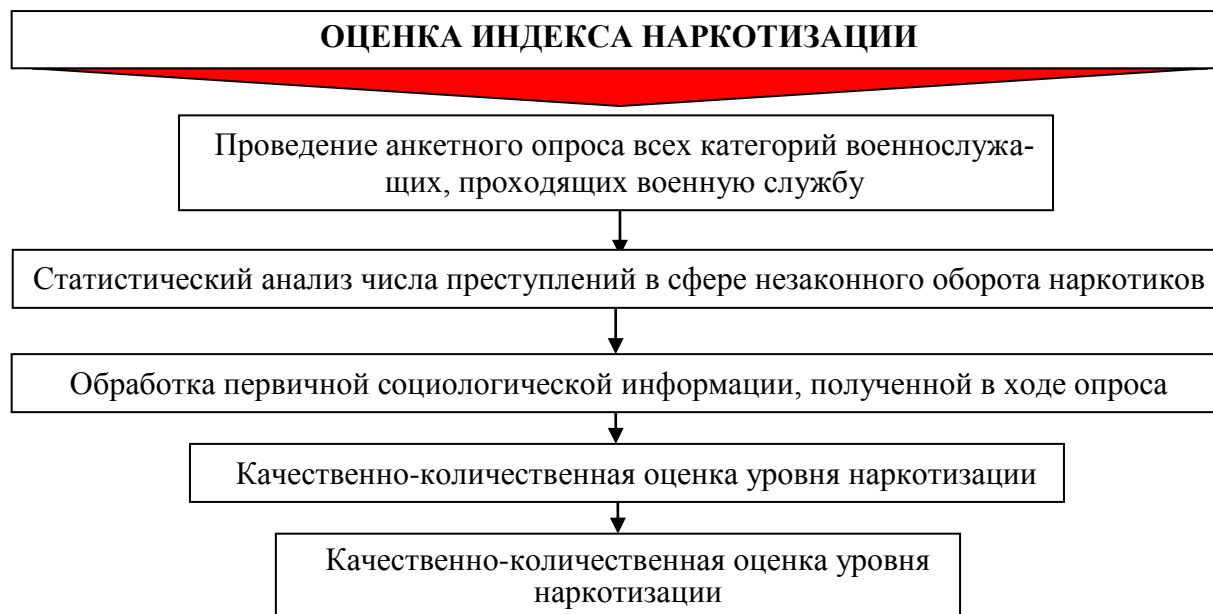 ОЦЕНКА ИНДЕКСА НАРКОТИЗАЦИИ
Проведение анкетного опроса всех категорий военнослужа-
щих, проходящих военную службу
Статистический анализ числа преступлений в сфере незаконного оборота наркотиков
Обработка первичной социологической информации, полученной в ходе опроса
Качественно-количественная оценка уровня наркотизации
Качественно-количественная оценка уровня
наркотизации